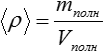 ⟨ρ⟩ = m_полн / V_полн